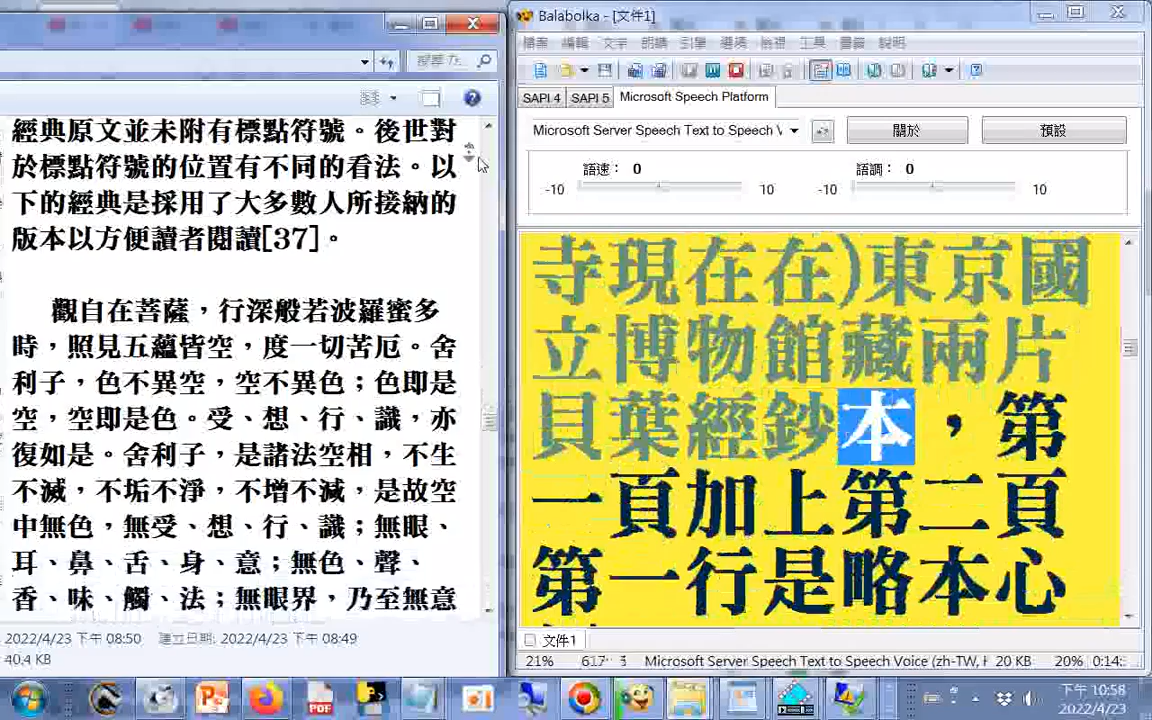 Balabolka - [文件1]
檔案 編輯 文字 朗讀 引擎 選項 檢視 工具 書籤 說明
SAPI 4 SAPI 5 Microsoft Speech Platform
Microsoft Server Speech Text to Speech V
關於
預設
語速： 0
-10 10
語調： 0
-10 10
經典原文並未附有標點符號。後世對
於標點符號的位置有不同的看法。以
下的經典是採用了大多數人所接納的
版本以方便讀者閱讀[37]。
觀自在菩薩，行深般若波羅蜜多
時，照見五蘊皆空，度一切苦厄。舍
利子，色不異空，空不異色；色即是
空，空即是色。受、想、行、識，亦
復如是。舍利子，是諸法空相，不生
不滅，不垢不淨，不增不減，是故空
中無色，無受、想、行、識；無眼、
耳、鼻、舌、身、意；無色、聲、
香、味、觸、法；無眼界，乃至無意
2022/4/23 下午 08:50 建立日期: 2022/4/23 下午 08:49
40.4 KB
寺現在在)東京國
立博物館藏兩片
貝葉經鈔本，第
一頁加上第二頁
第一行是略本心
文件1
21% Microsoft Server Speech Text to Speech Voice (zh-TW, 20 KB 20% 0:14:
下午 10:58
2022/4/23